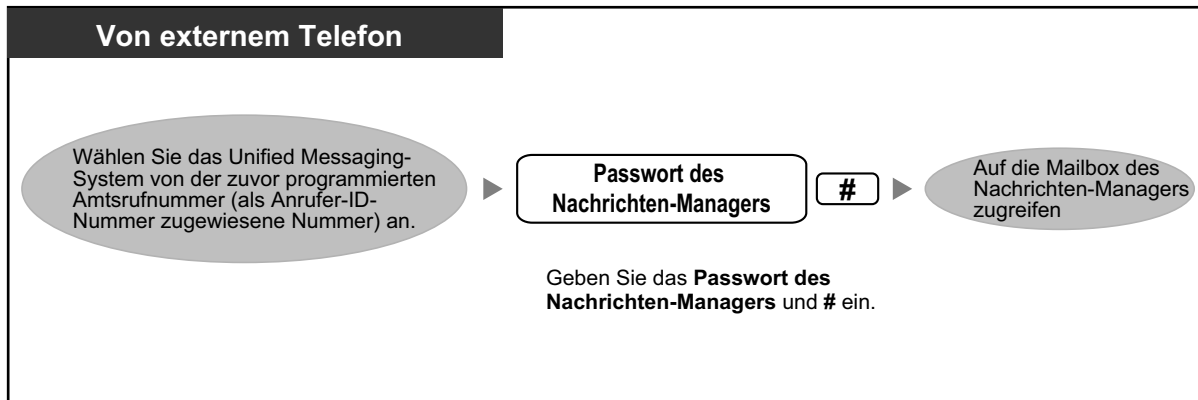 Von externem Telefon
Wählen Sie das Unified Messaging-
System von der zuvor programmierten
Amtsrufnummer (als Anrufer-ID-
Nummer zugewiesene Nummer) an.
Passwort des
Nachrichten-Managers
#
Auf die Mailbox des
Nachrichten-Managers
zugreifen
Geben Sie das Passwort des
Nachrichten-Managers und # ein.